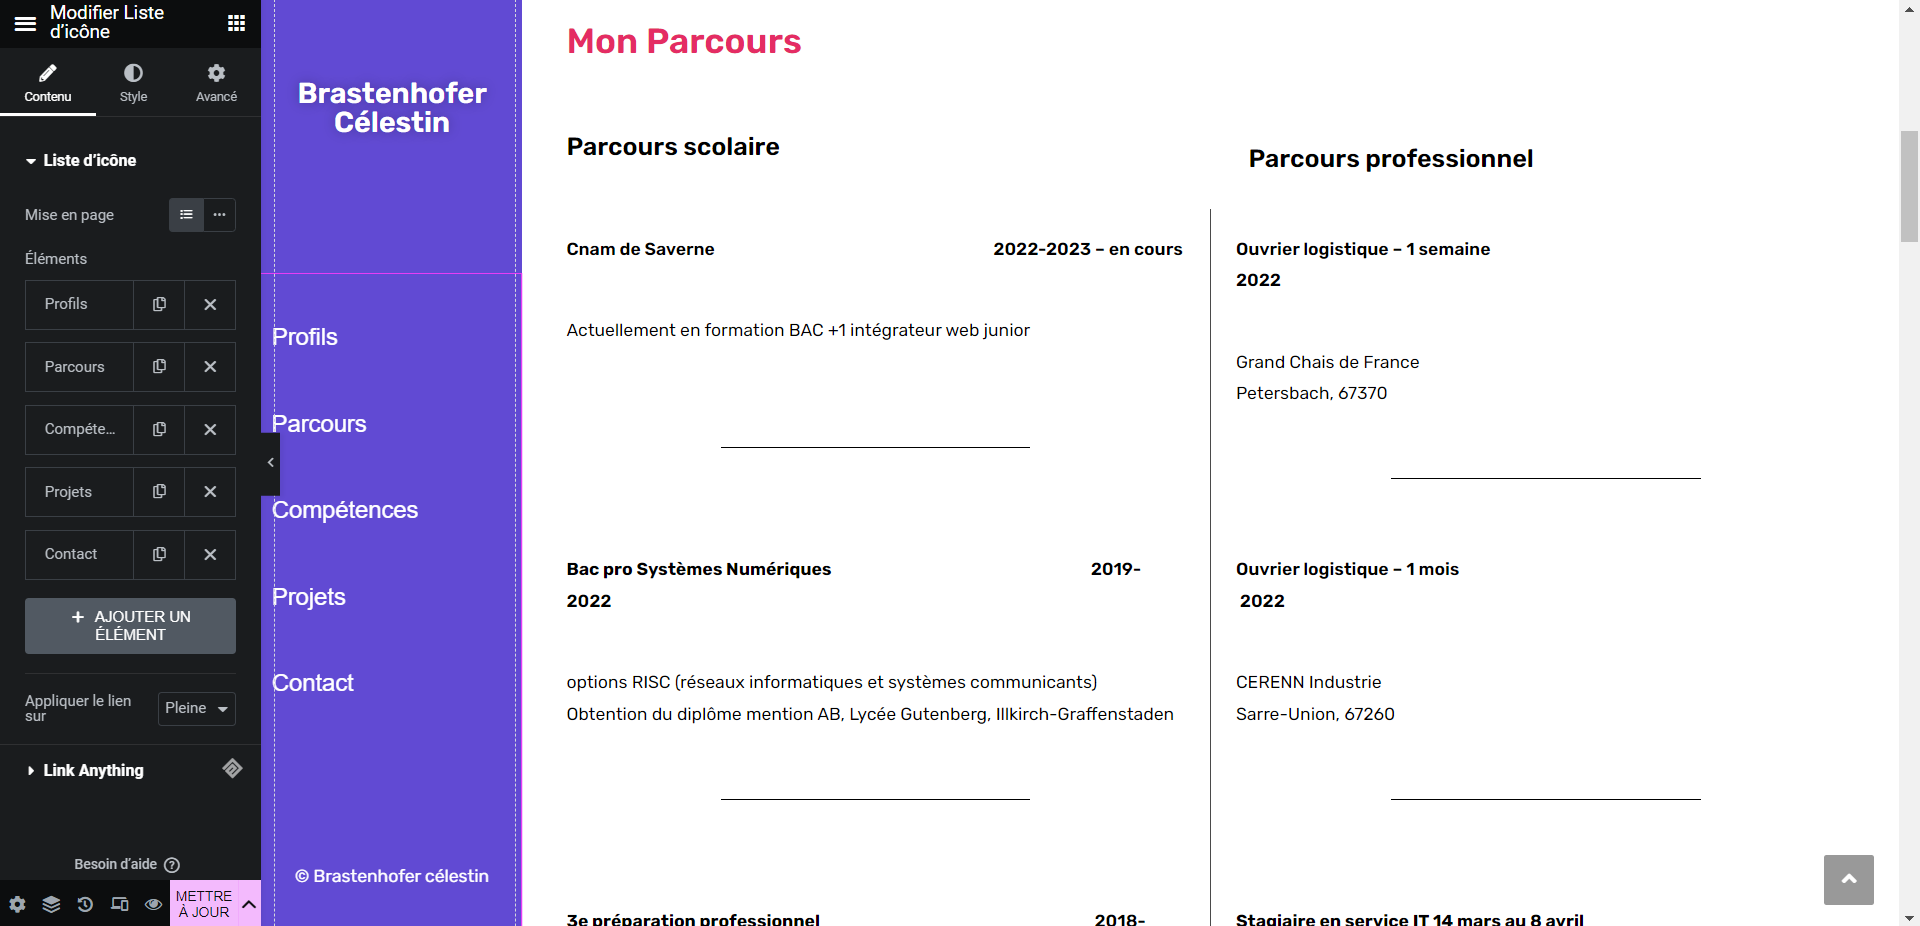 Modifier Liste
d’icône
Contenu
Style
Avancé
Liste d’icône
Mise en page
Éléments
Profils
Parcours
Compéte...
Projets
Contact
AJOUTER UN
ÉLÉMENT
Appliquer le lien
sur
Pleine
Link Anything
Besoin d’aide
METTRE
À JOUR
Brastenhofer
Célestin
Profils
Parcours
Compétences
Projets
Contact
© Brastenhofer célestin
Mon Parcours
Parcours scolaire
Cnam de Saverne 2022-2023 – en cours
Actuellement en formation BAC +1 intégrateur web junior
Bac pro Systèmes Numériques 2019-
2022
options RISC (réseaux informatiques et systèmes communicants)
Obtention du diplôme mention AB, Lycée Gutenberg, Illkirch-Graffenstaden
3e préparation professionnel 2018-
Parcours professionnel
Ouvrier logistique – 1 semaine
2022
Grand Chais de France
Petersbach, 67370
Ouvrier logistique – 1 mois
2022
CERENN Industrie
Sarre-Union, 67260
Stagiaire en service IT 14 mars au 8 avril